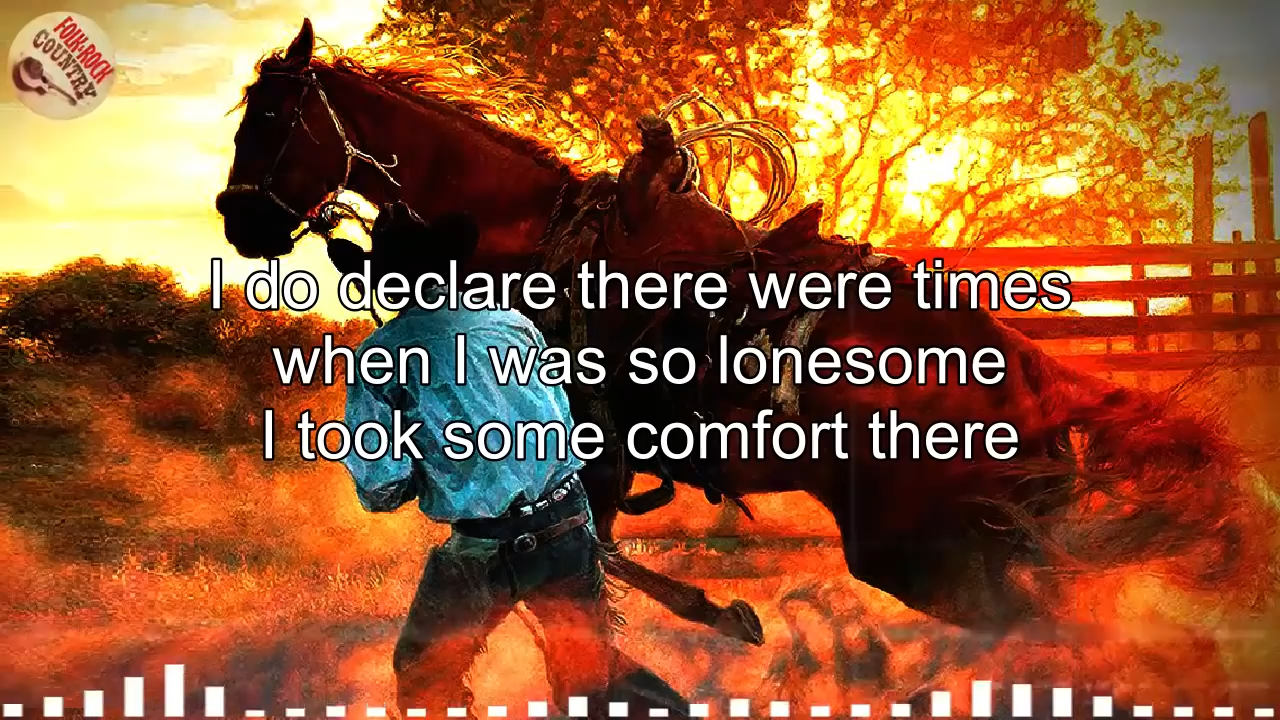 FOLK & ROCK
COUNTRY
I do declare there were times
when I was so lonesome
I took some comfort there